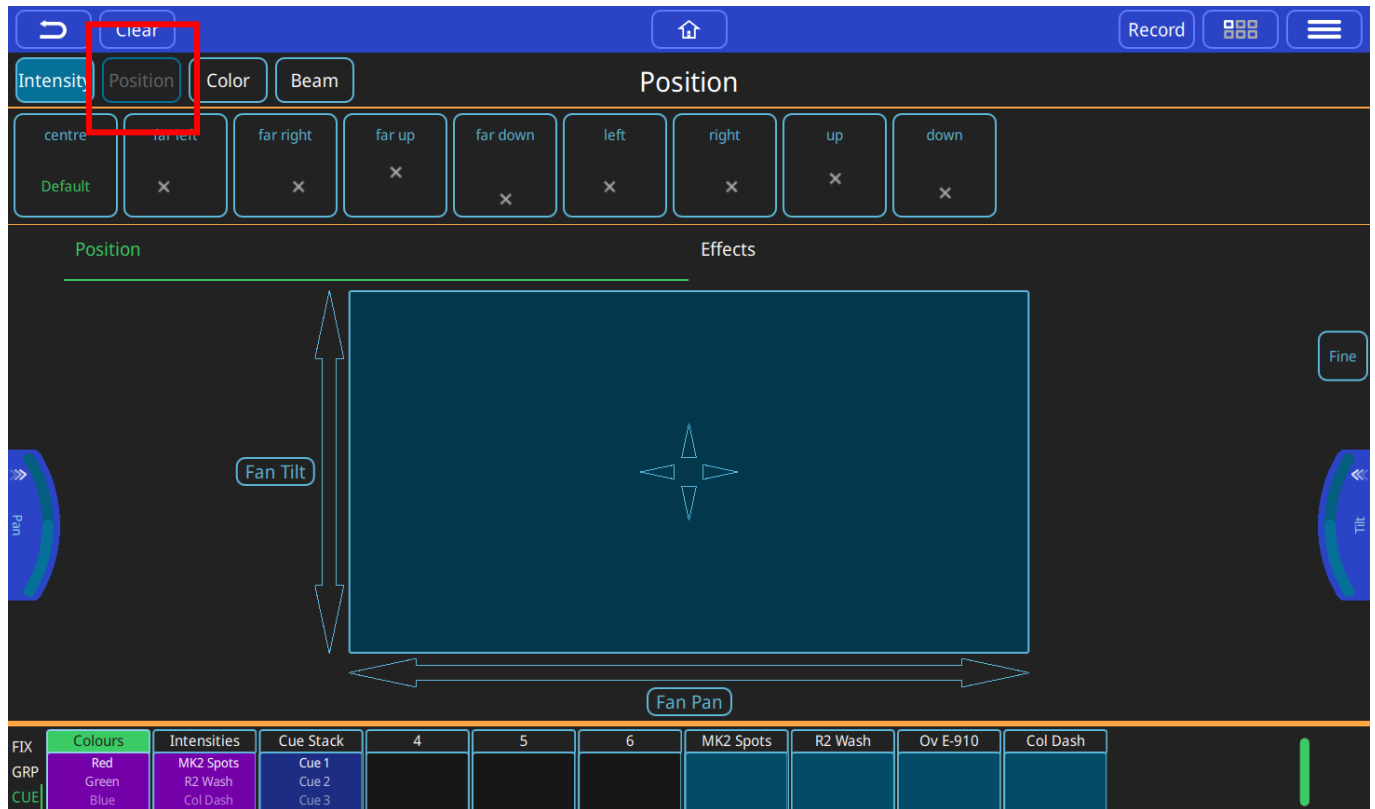 Clear
Record
Intensity
Position
Color
Beam
Position
centre
far left
far right
far up
far down
left
right
up
down
Default
Position
Effects
Fine
Fan Tilt
Pan
Tilt
Fan Pan
FIX
GRP
CUE
Colours
Red
Green
Blue
Intensities
MK2 Spots
R2 Wash
Col Dash
Cue Stack
Cue 1
Cue 2
Cue 3
4
5
6
MK2 Spots
R2 Wash
Ov E-910
Col Dash